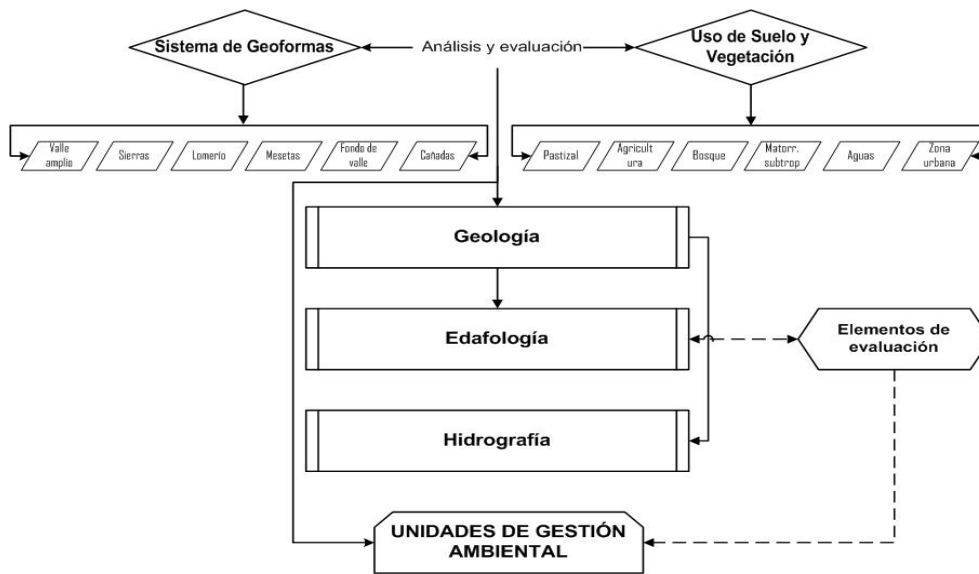 Sistema de Geoformas
Análisis y evaluación
Uso de Suelo y
Vegetación
Valle
amplio
Sierras
Lomerío
Mesetas
Fondo de
valle
Cañadas
Pastizal
Agricult
ura
Bosque
Matorr.
subtrop
Aguas
Zona
urbana
Geología
Edafología
Elementos de
evaluación
Hidrografía
UNIDADES DE GESTIÓN
AMBIENTAL